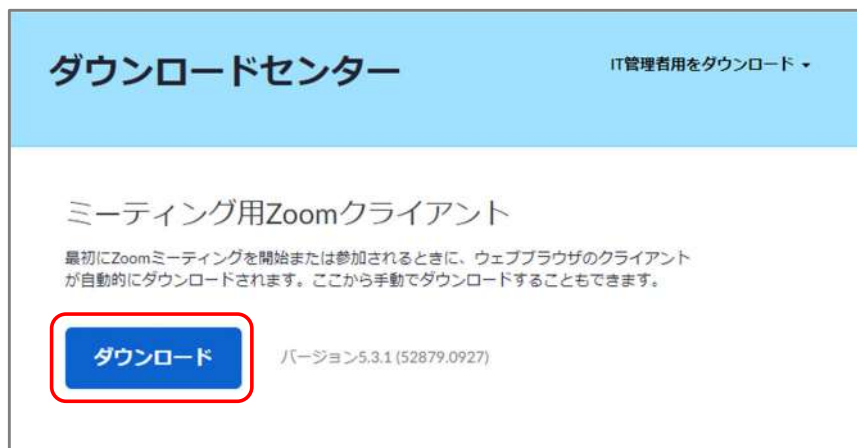 ダウンロードセンター
IT管理者用をダウンロード
ミーティング用Zoomクライアント
最初にZoomミーティングを開始または参加されるときに、ウェブブラウザのクライアント
が自動的にダウンロードされます。ここから手動でダウンロードすることもできます。
ダウンロード
バージョン5.3.1 (52879.0927)